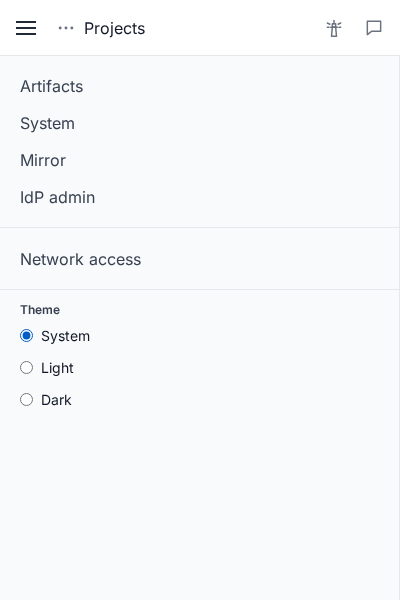 Projects
Artifacts
System
Mirror
IdP admin
Network access
Theme
System
Light
Dark